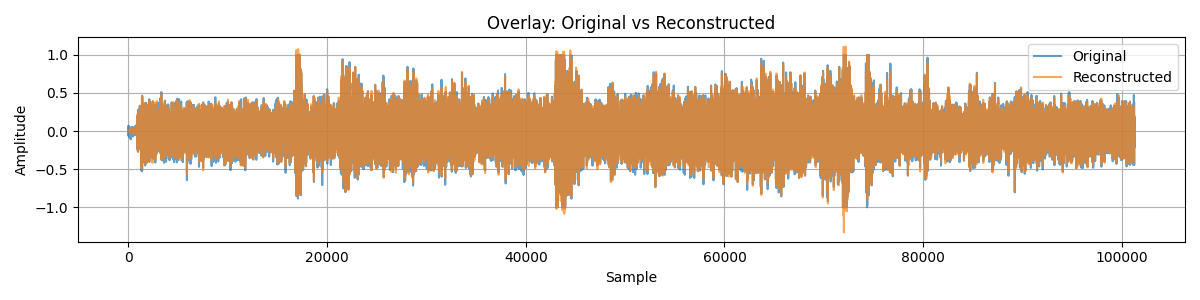 Overlay: Original vs Reconstructed
Amplitude
1.0
0.5
0.0
−0.5
−1.0
Original
Reconstructed
0
20000
40000
60000
80000
100000
Sample